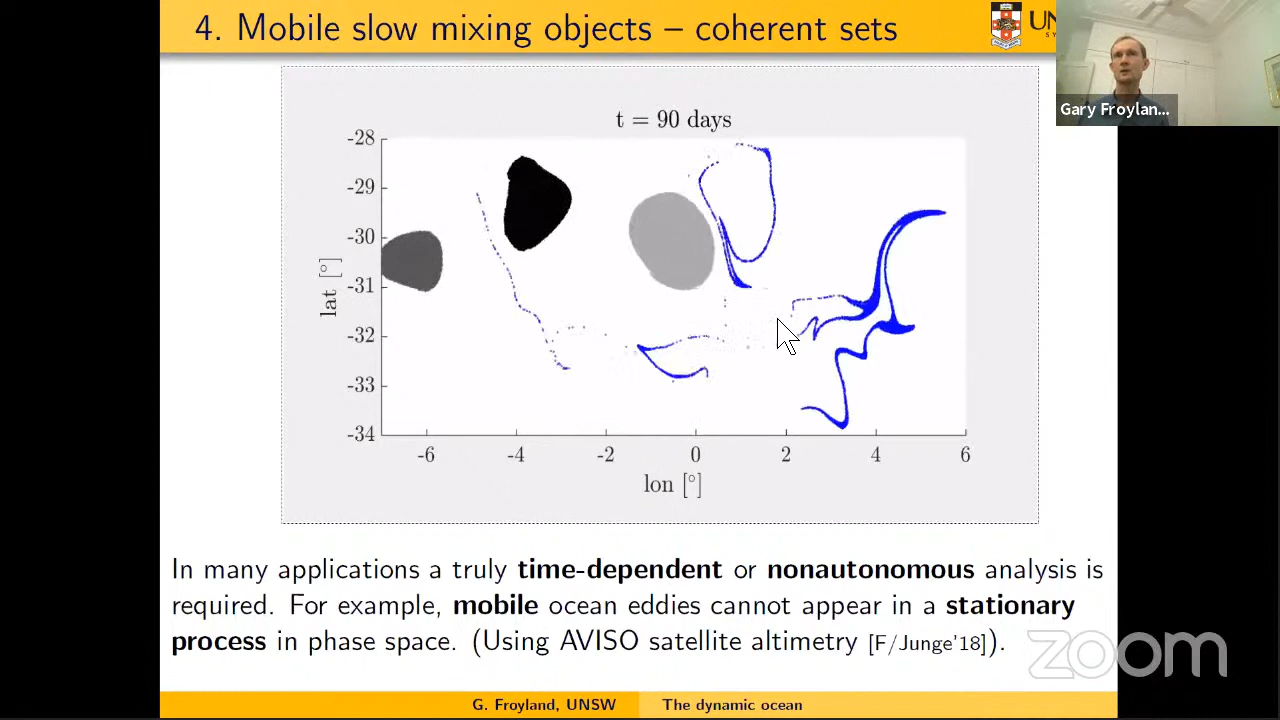 4. Mobile slow mixing objects – coherent sets
UN
Gary Froylan...
t = 90 days
-28
-29
-30
-31
-32
-33
-34
lat [°]
-6 -4 -2 0 2 4 6
lon [°]
In many applications a truly time-dependent or nonautonomous analysis is
required. For example, mobile ocean eddies cannot appear in a stationary
process in phase space. (Using AVISO satellite altimetry [F/Junge'18]).
zoom
G. Froyland, UNSW The dynamic ocean